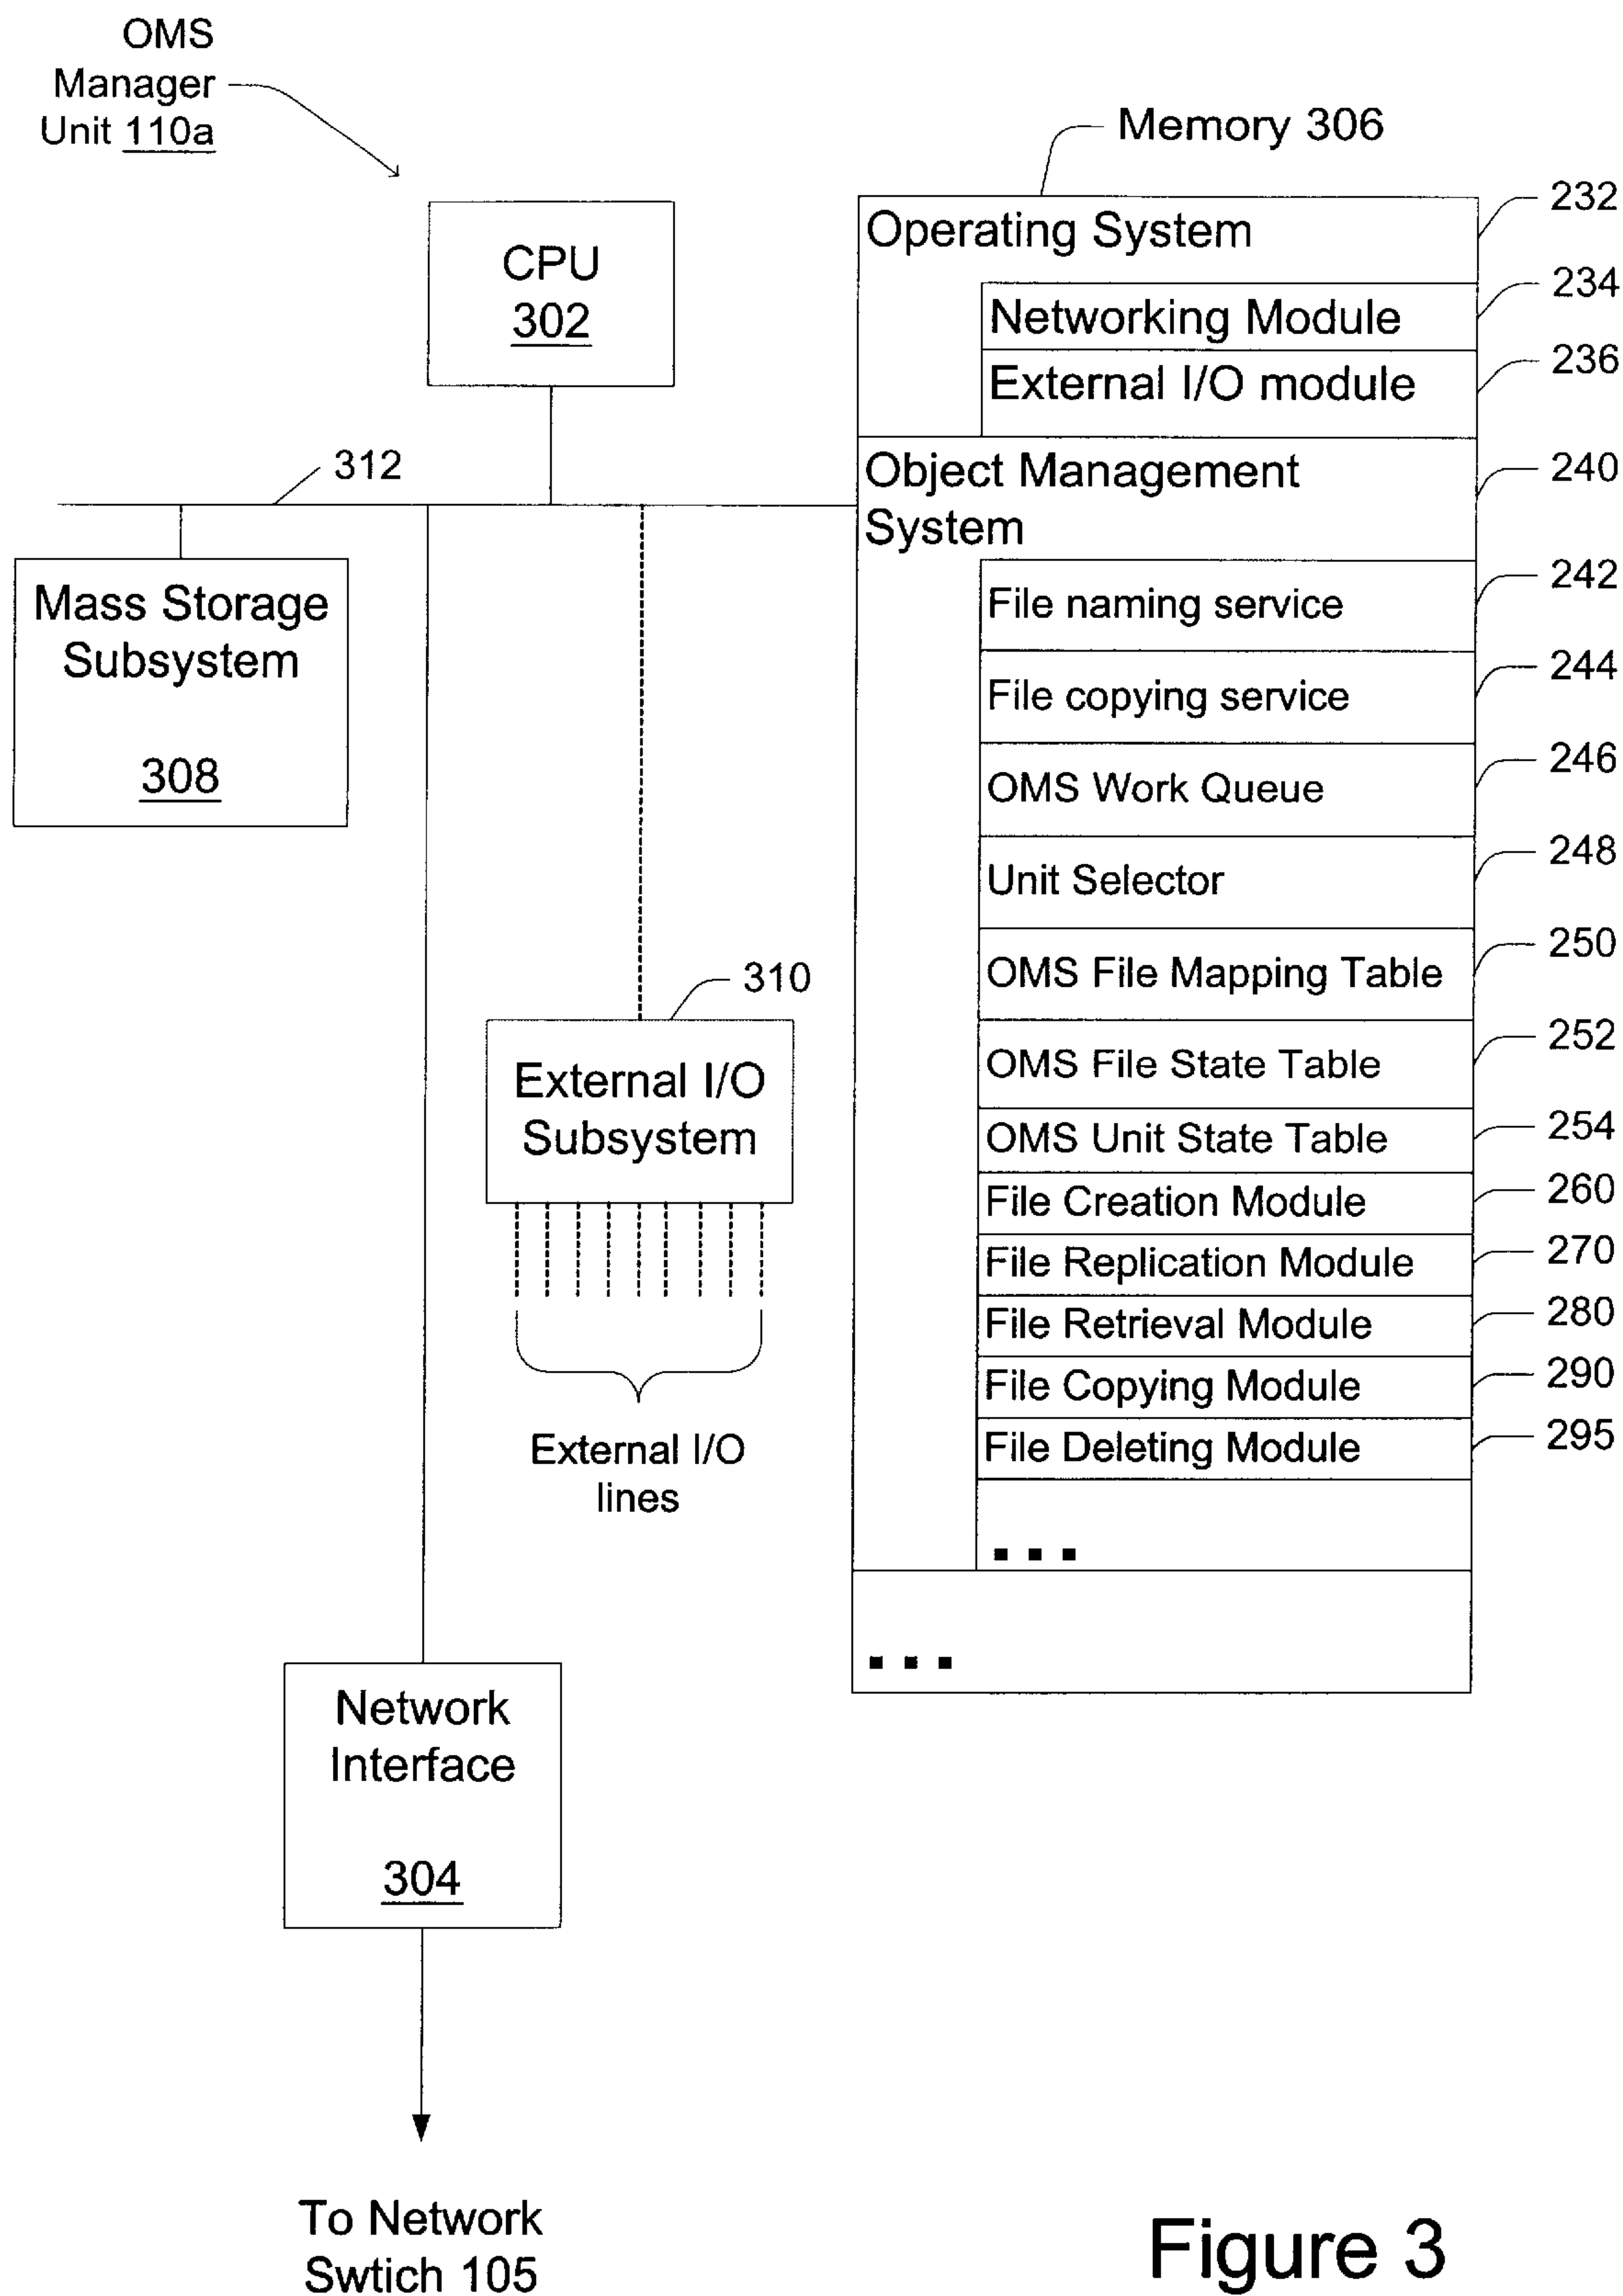 OMS
Manager
Unit 110a
Memory 306
CPU
302
312
Mass Storage
Subsystem
308
310
External I/O
Subsystem
External I/O
lines
Network
Interface
304
To Network
Swtich 105
Operating System
232
Networking Module
234
External I/O module
236
Object Management
System
240
File naming service
242
File copying service
244
OMS Work Queue
246
Unit Selector
248
OMS File Mapping Table
250
OMS File State Table
252
OMS Unit State Table
254
File Creation Module
260
File Replication Module
270
File Retrieval Module
280
File Copying Module
290
File Deleting Module
295
...
...
Figure 3